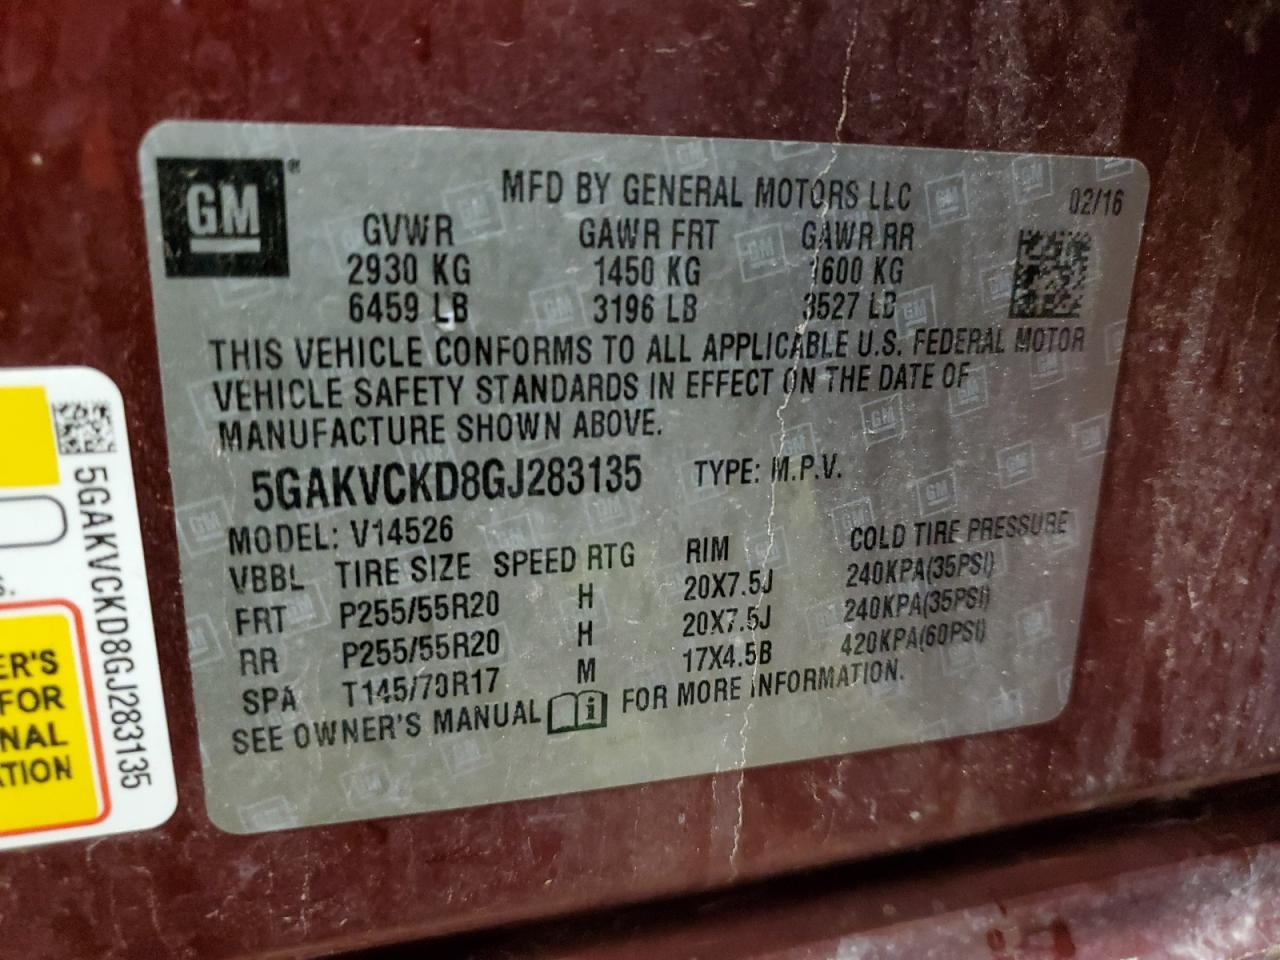 GM
MFD BY GENERAL MOTORS LLC
02/16
GVWR GAWR FRT GAWR RR
2930 KG 1450 KG 1600 KG
6459 LB 3196 LB 3527 LB
THIS VEHICLE CONFORMS TO ALL APPLICABLE U.S. FEDERAL MOTOR
VEHICLE SAFETY STANDARDS IN EFFECT ON THE DATE OF
MANUFACTURE SHOWN ABOVE.
5GAKVCKD8GJ283135 TYPE: M.P.V.
MODEL: V14526
VBBL TIRE SIZE SPEED RTG RIM COLD TIRE PRESSURE
FRT P255/55R20 H 20X7.5J 240KPA(35PSI)
RR P255/55R20 H 20X7.5J 240KPA(35PSI)
SPA T145/70R17 M 17X4.5B 420KPA(60PSI)
SEE OWNER'S MANUAL i FOR MORE INFORMATION.
5GAKVCKD8GJ283135
S.
ER'S
FOR
NAL
ATION